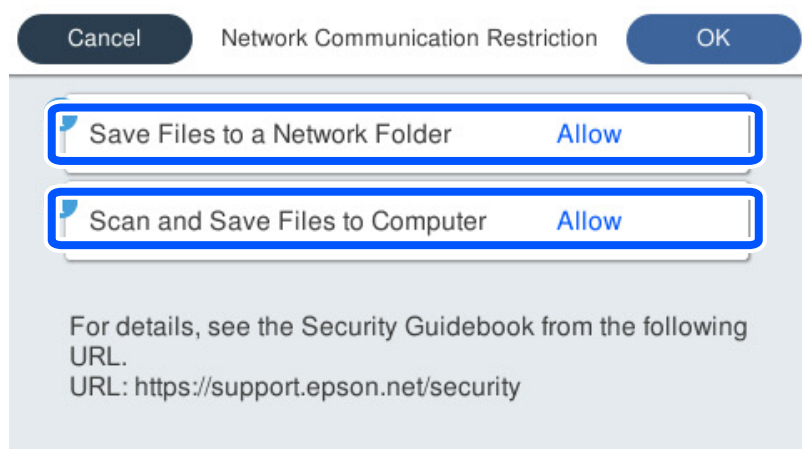 Cancel Network Communication Restriction OK
Save Files to a Network Folder Allow
Scan and Save Files to Computer Allow
For details, see the Security Guidebook from the following
URL.
URL: https://support.epson.net/security